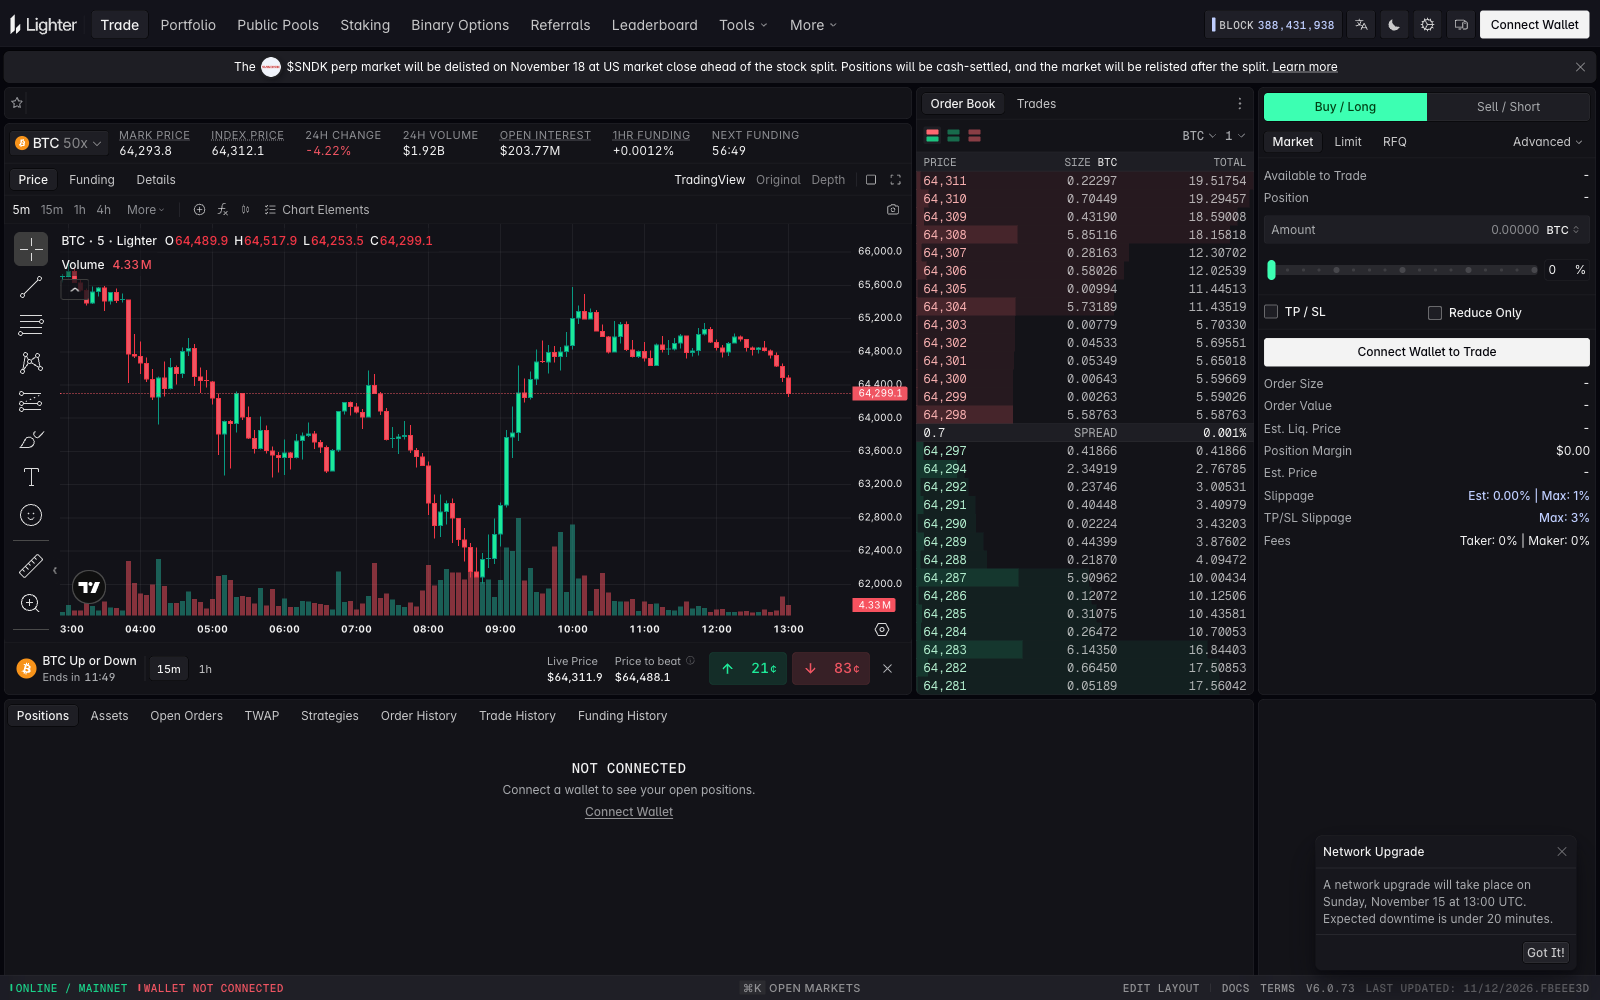 Lighter Trade Portfolio Public Pools Staking Binary Options Referrals Leaderboard Tools More BLOCK 388,431,938 Connect Wallet
The $SNDK perp market will be delisted on November 18 at US market close ahead of the stock split. Positions will be cash-settled, and the market will be relisted after the split. Learn more
BTC 50x
MARK PRICE 64,293.8
INDEX PRICE 64,312.1
24H CHANGE -4.22%
24H VOLUME $1.92B
OPEN INTEREST $203.77M
1HR FUNDING +0.0012%
NEXT FUNDING 56:49
Price Funding Details TradingView Original Depth
5m 15m 1h 4h More Chart Elements
BTC · 5 · Lighter O64,489.9 H64,517.9 L64,253.5 C64,299.1
Volume 4.33 M
66,000.0
65,600.0
65,200.0
64,800.0
64,400.0
64,299.1
64,000.0
63,600.0
63,200.0
62,800.0
62,400.0
62,000.0
4.33 M
3:00 04:00 05:00 06:00 07:00 08:00 09:00 10:00 11:00 12:00 13:00
BTC Up or Down
Ends in 11:49
15m 1h
Live Price
$64,311.9
Price to beat
$64,488.1
21¢ 83¢
Order Book Trades
BTC 1
PRICE SIZE BTC TOTAL
64,311 0.22297 19.51754
64,310 0.70449 19.29457
64,309 0.43190 18.59008
64,308 5.85116 18.15818
64,307 0.28163 12.30702
64,306 0.58026 12.02539
64,305 0.00994 11.44513
64,304 5.73189 11.43519
64,303 0.00779 5.70330
64,302 0.04533 5.69551
64,301 0.05349 5.65018
64,300 0.00643 5.59669
64,299 0.00263 5.59026
64,298 5.58763 5.58763
0.7 SPREAD 0.001%
64,297 0.41866 0.41866
64,294 2.34919 2.76785
64,292 0.23746 3.00531
64,291 0.40448 3.40979
64,290 0.02224 3.43203
64,289 0.44399 3.87602
64,288 0.21870 4.09472
64,287 5.90962 10.00434
64,286 0.12072 10.12506
64,285 0.31075 10.43581
64,284 0.26472 10.70053
64,283 6.14350 16.84403
64,282 0.66450 17.50853
64,281 0.05189 17.56042
Buy / Long Sell / Short
Market Limit RFQ Advanced
Available to Trade -
Position -
Amount 0.00000 BTC
0 %
TP / SL Reduce Only
Connect Wallet to Trade
Order Size -
Order Value -
Est. Liq. Price -
Position Margin $0.00
Est. Price -
Slippage Est: 0.00% | Max: 1%
TP/SL Slippage Max: 3%
Fees Taker: 0% | Maker: 0%
Positions Assets Open Orders TWAP Strategies Order History Trade History Funding History
NOT CONNECTED
Connect a wallet to see your open positions.
Connect Wallet
Network Upgrade
A network upgrade will take place on
Sunday, November 15 at 13:00 UTC.
Expected downtime is under 20 minutes.
Got It!
ONLINE / MAINNET WALLET NOT CONNECTED ⌘K OPEN MARKETS EDIT LAYOUT DOCS TERMS V6.0.73 LAST UPDATED: 11/12/2026.FBEEE3D